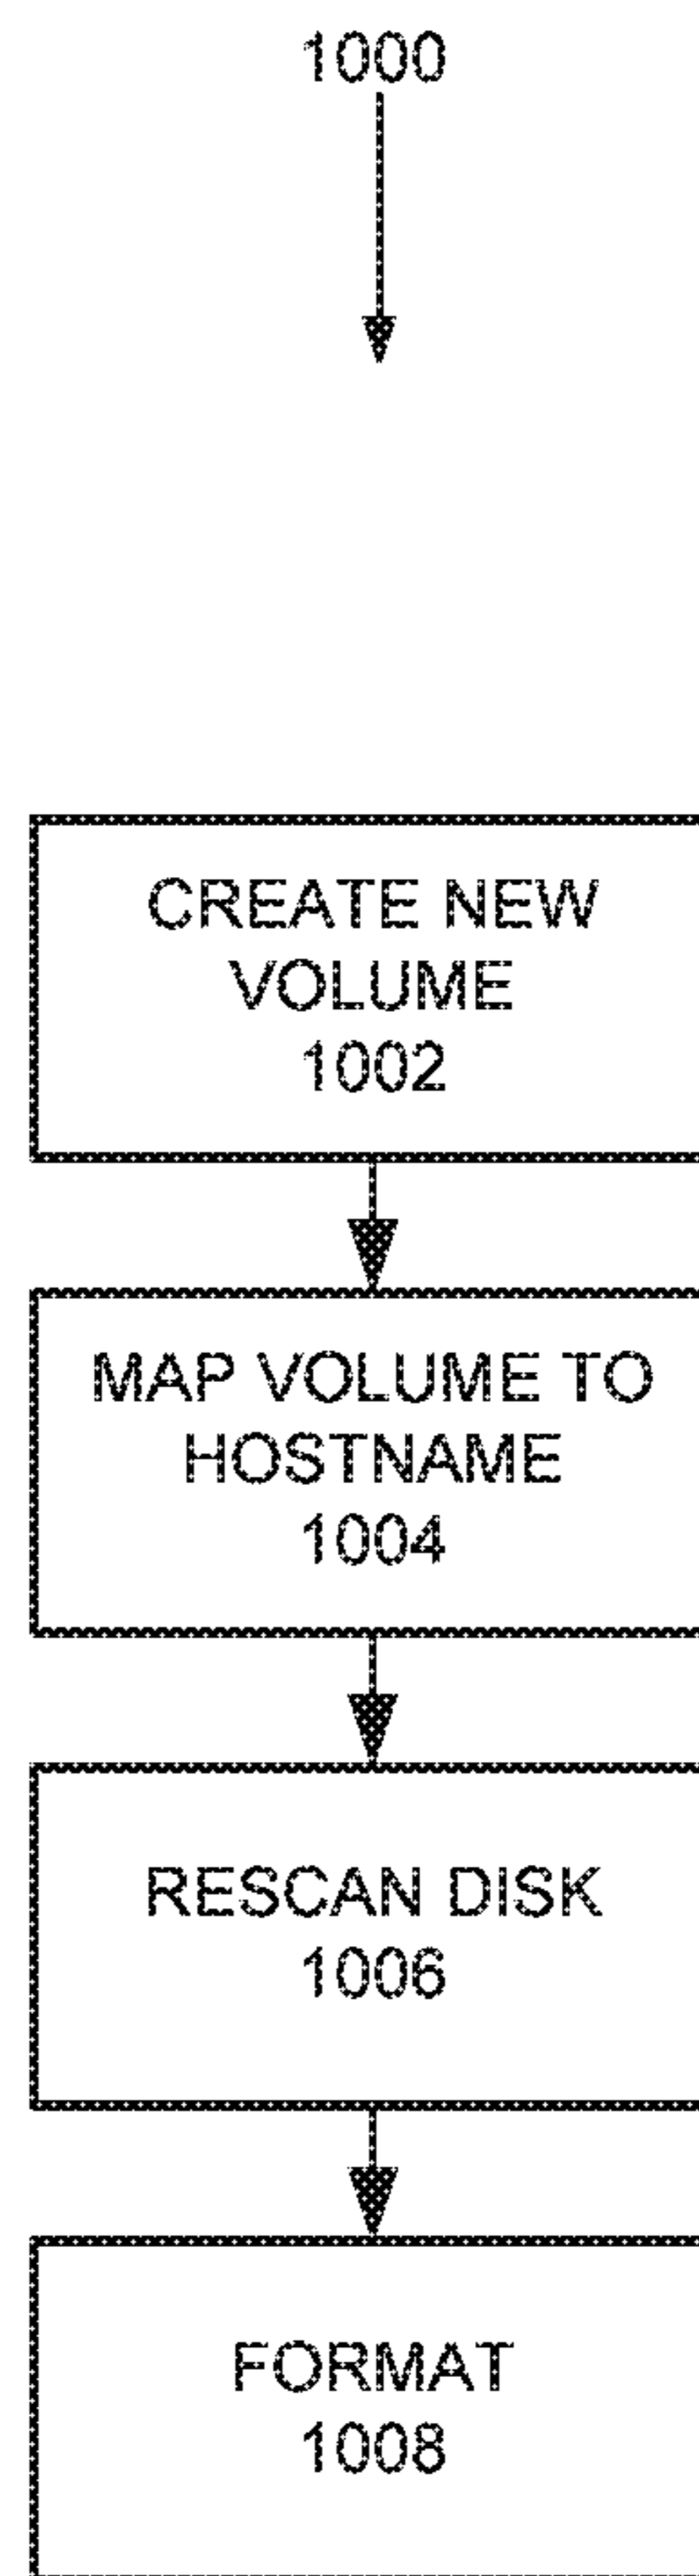 1000
CREATE NEW
VOLUME
1002
MAP VOLUME TO
HOSTNAME
1004
RESCAN DISK
1006
FORMAT
1008